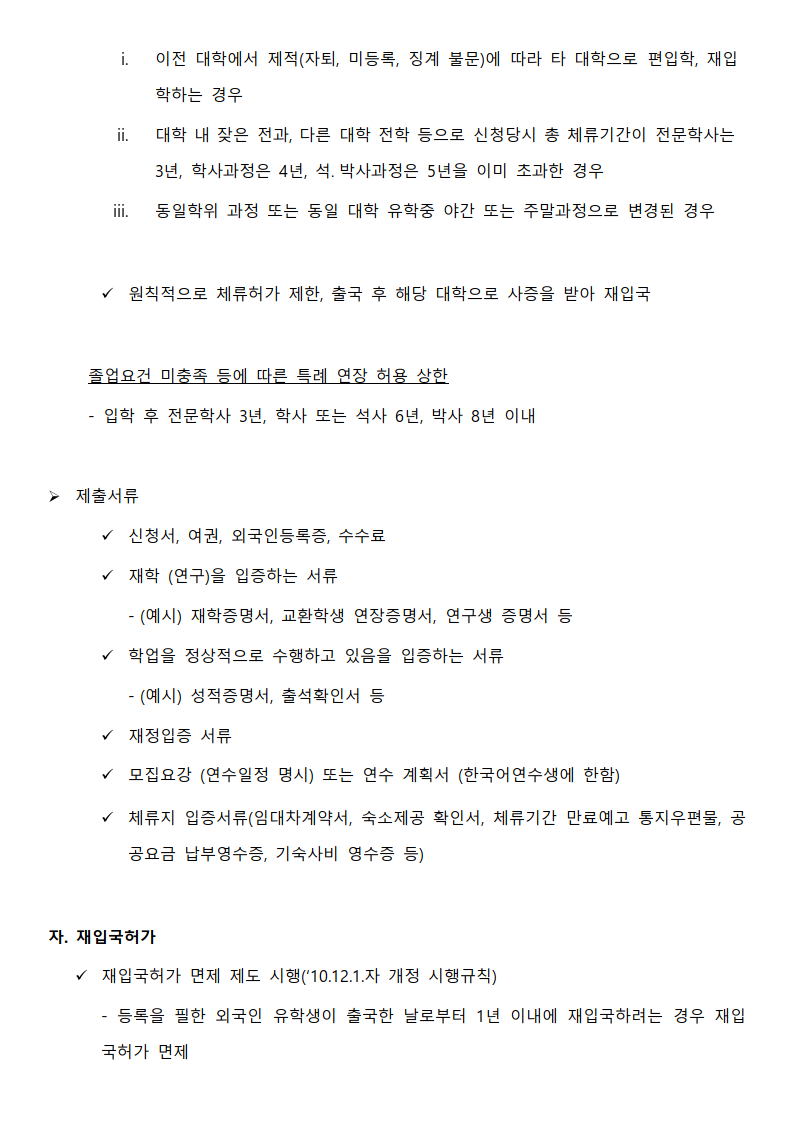 i. 이전 대학에서 제적(자퇴, 미등록, 징계 불문)에 따라 타 대학으로 편입학, 재입
학하는 경우
ii. 대학 내 잦은 전과, 다른 대학 전학 등으로 신청당시 총 체류기간이 전문학사는
3년, 학사과정은 4년, 석. 박사과정은 5년을 이미 초과한 경우
iii. 동일학위 과정 또는 동일 대학 유학중 야간 또는 주말과정으로 변경된 경우
✓ 원칙적으로 체류허가 제한, 출국 후 해당 대학으로 사증을 받아 재입국
졸업요건 미충족 등에 따른 특례 연장 허용 상한
- 입학 후 전문학사 3년, 학사 또는 석사 6년, 박사 8년 이내
➢ 제출서류
✓ 신청서, 여권, 외국인등록증, 수수료
✓ 재학 (연구)을 입증하는 서류
- (예시) 재학증명서, 교환학생 연장증명서, 연구생 증명서 등
✓ 학업을 정상적으로 수행하고 있음을 입증하는 서류
- (예시) 성적증명서, 출석확인서 등
✓ 재정입증 서류
✓ 모집요강 (연수일정 명시) 또는 연수 계획서 (한국어연수생에 한함)
✓ 체류지 입증서류(임대차계약서, 숙소제공 확인서, 체류기간 만료예고 통지우편물, 공
공요금 납부영수증, 기숙사비 영수증 등)
자. 재입국허가
✓ 재입국허가 면제 제도 시행(‘10.12.1.자 개정 시행규칙)
- 등록을 필한 외국인 유학생이 출국한 날로부터 1년 이내에 재입국하려는 경우 재입
국허가 면제